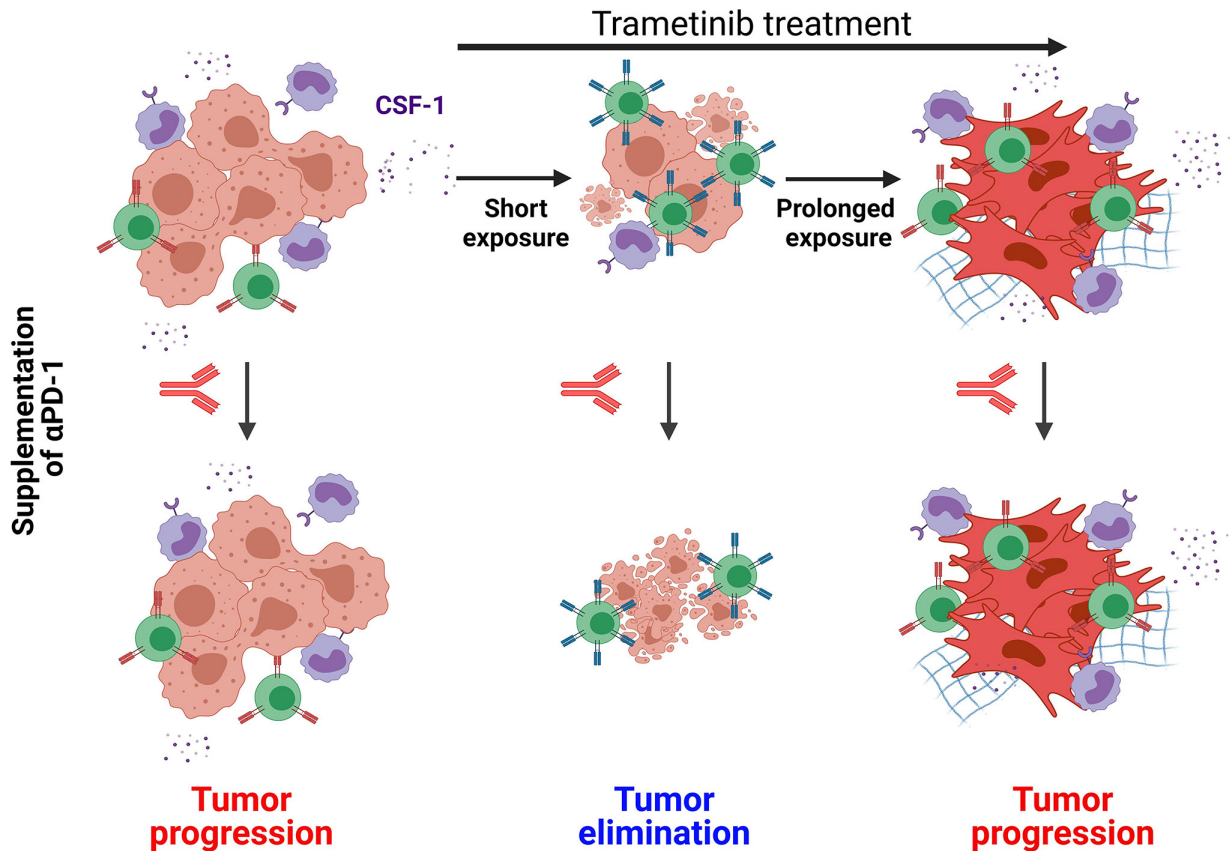 Trametinib treatment
CSF-1
Short
exposure
Prolonged
exposure
Supplementation
of αPD-1
Tumor
progression
Tumor
elimination
Tumor
progression